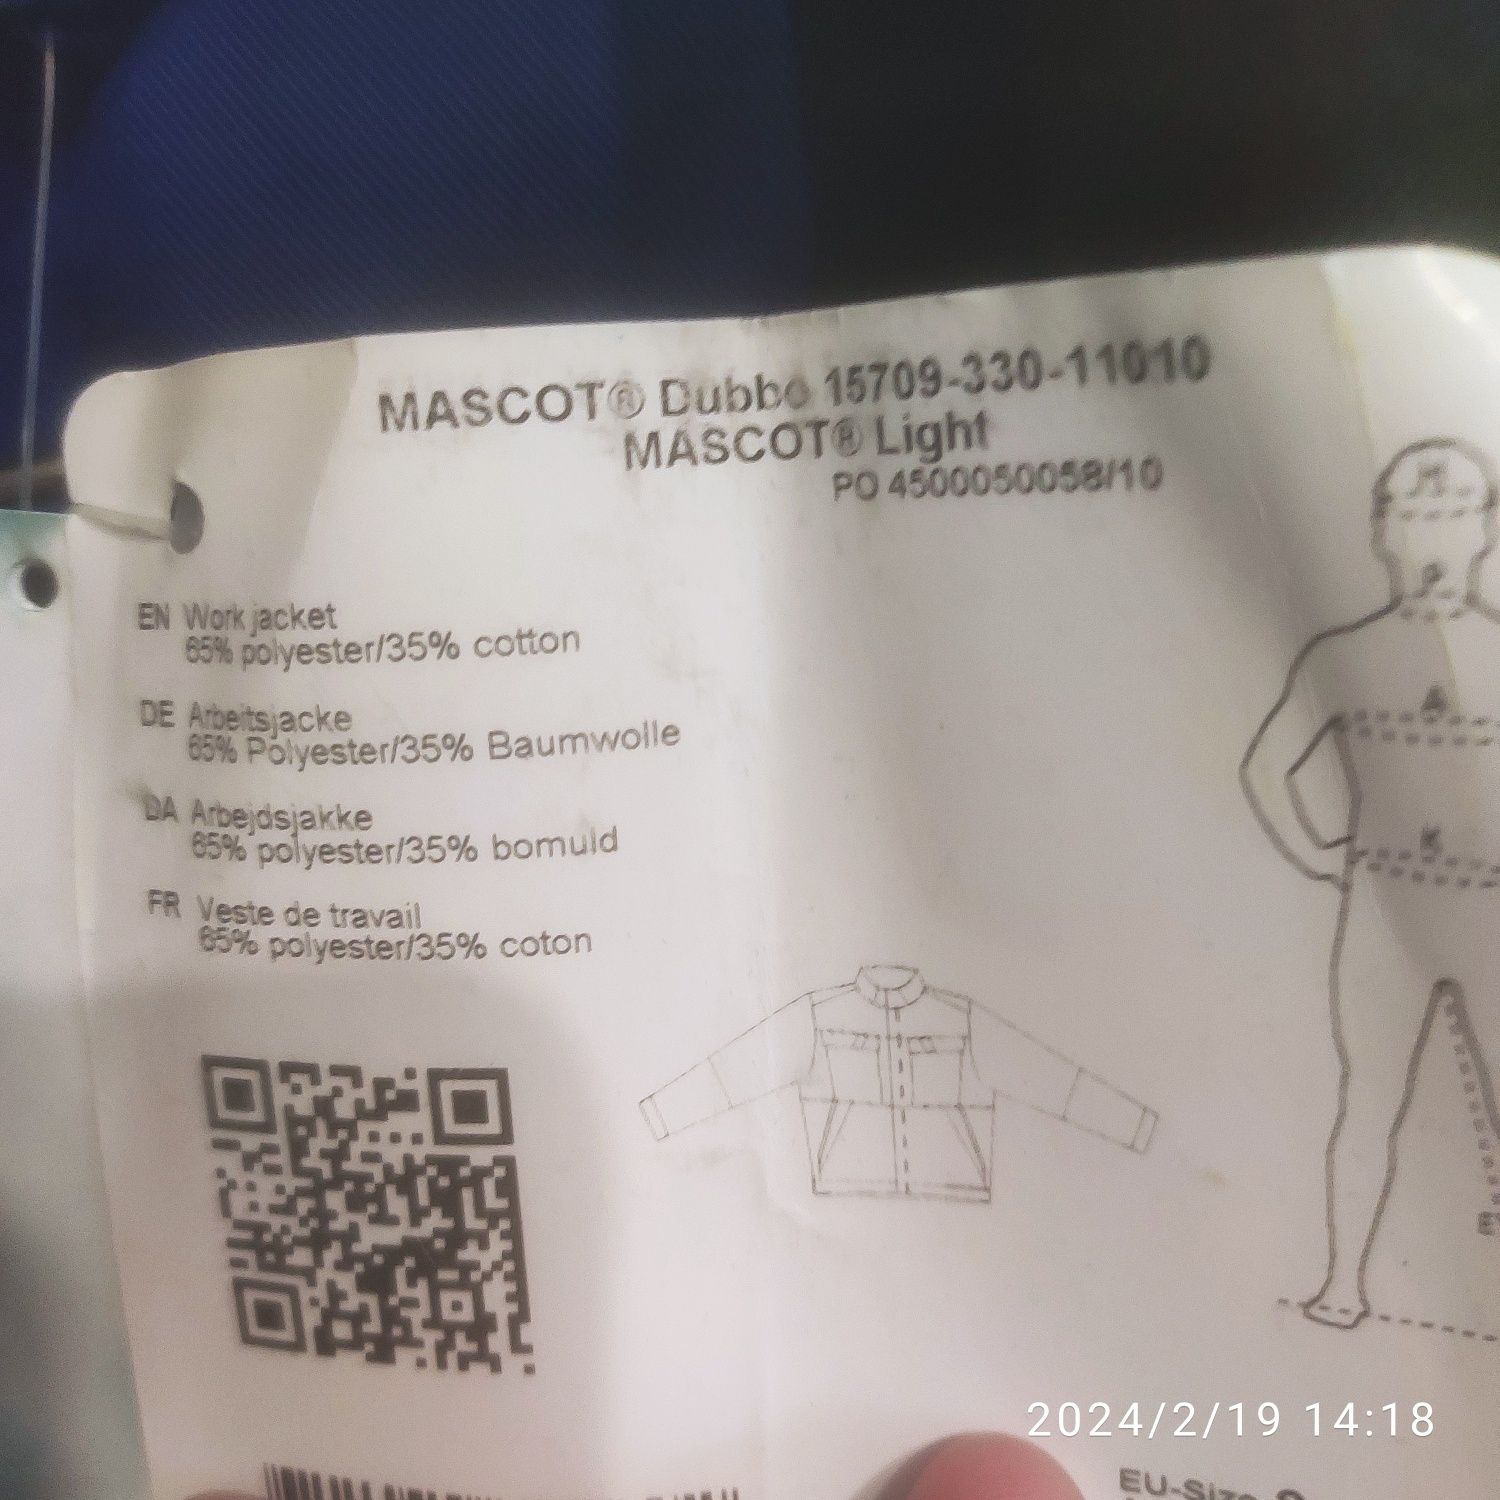 MASCOT® Dubbo 15709-330-11010
MASCOT® Light
PO 4500050058/10
EN Work jacket
65% polyester/35% cotton
DE Arbeitsjacke
65% Polyester/35% Baumwolle
DA Arbejdsjakke
65% polyester/35% bomuld
FR Veste de travail
65% polyester/35% coton
A
K
E
EU-Size
2024/2/19 14:18